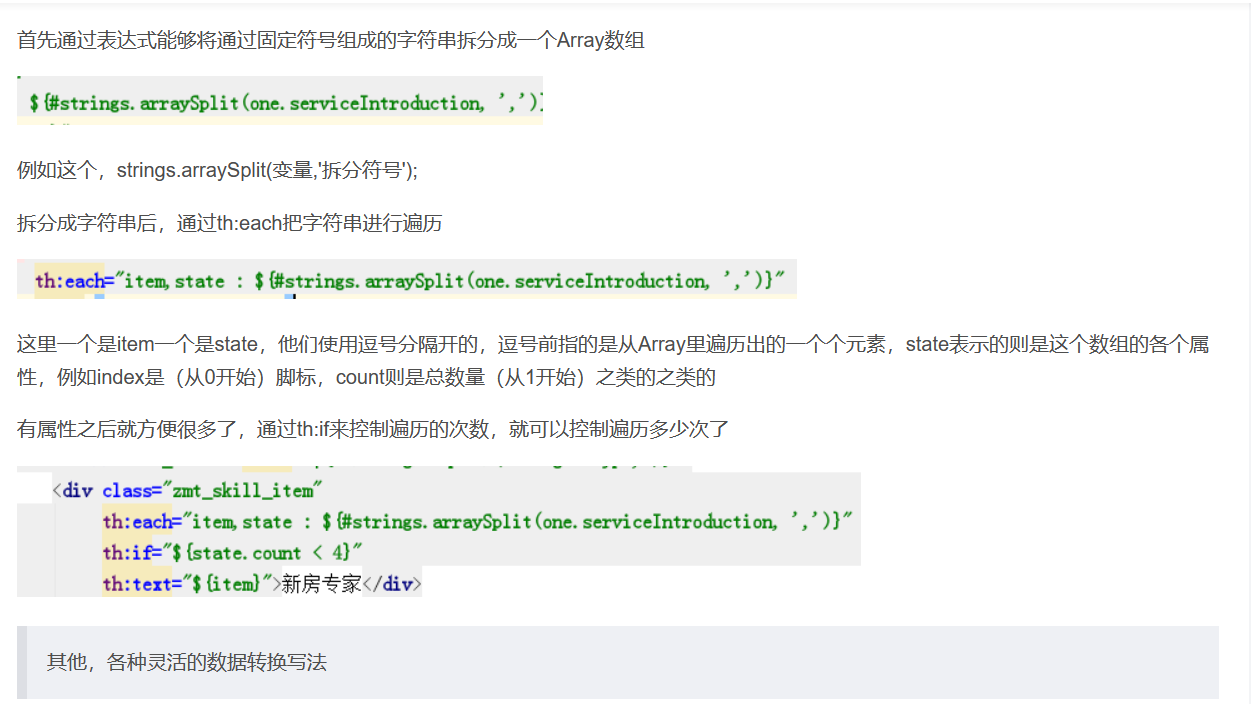 首先通过表达式能够将通过固定符号组成的字符串拆分成一个Array数组
${#strings.arraySplit(one.serviceIntroduction, ',')}
例如这个，strings.arraySplit(变量,'拆分符号');
拆分成字符串后，通过th:each把字符串进行遍历
th:each="item,state : ${#strings.arraySplit(one.serviceIntroduction, ',')}"
这里一个是item一个是state，他们使用逗号分隔开的，逗号前指的是从Array里遍历出的一个个元素，state表示的则是这个数组的各个属
性，例如index是（从0开始）脚标，count则是总数量（从1开始）之类的之类的
有属性之后就方便很多了，通过th:if来控制遍历的次数，就可以控制遍历多少次了
<div class="zmt_skill_item"
th:each="item,state : ${#strings.arraySplit(one.serviceIntroduction, ',')}"
th:if="${state.count < 4}"
th:text="${item}">新房专家</div>
其他，各种灵活的数据转换写法